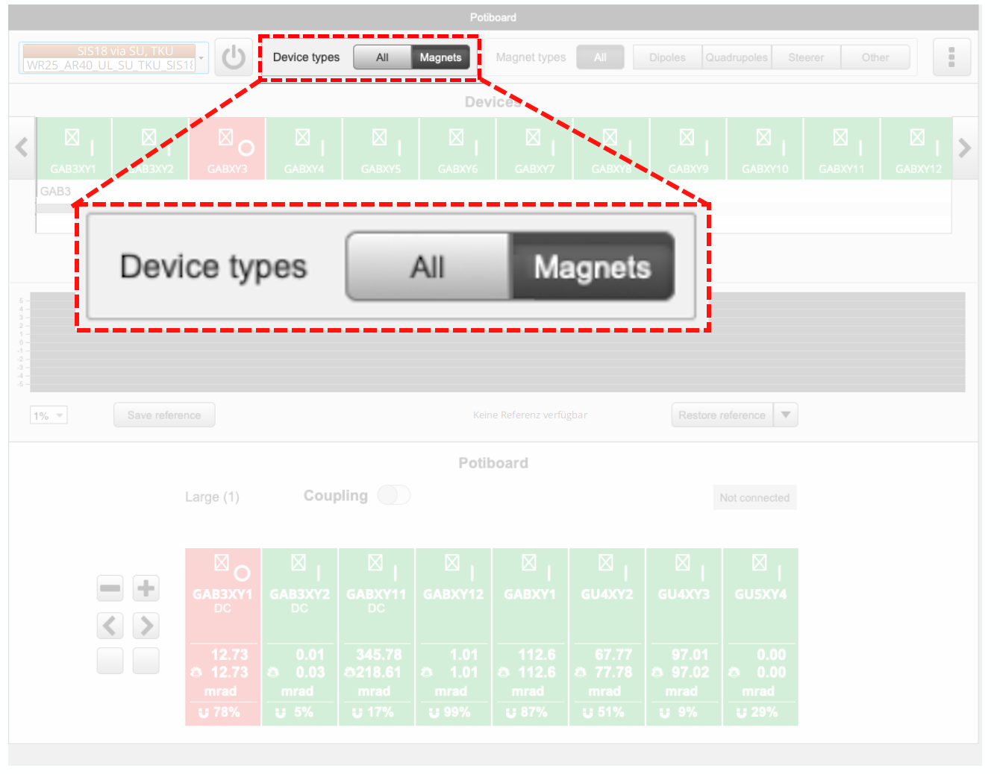 Potiboard
SIS18 via SU, TKU
WR25_AR40_UL_SU_TKU_SIS18
Device types All Magnets
Magnet types All Dipoles Quadrupoles Steerer Other
Devices
GAB3XY1 GAB3XY2 GABXY3 GABXY4 GABXY5 GABXY6 GABXY7 GABXY8 GABXY9 GABXY10 GABXY11 GABXY12
GAB3
Device types All Magnets
5
4
3
2
1
0
-1
-2
-3
-4
-5
1% Save reference Keine Referenz verfügbar Restore reference
Potiboard
Large (1) Coupling Not connected
GAB3XY1 GAB3XY2 GABXY11 GABXY12 GABXY1 GU4XY2 GU4XY3 GU5XY4
DC DC DC
12.73 0.01 345.78 1.01 112.6 67.77 97.01 0.00
12.73 0.03 218.61 1.01 112.6 77.78 97.02 0.00
mrad mrad mrad mrad mrad mrad mrad mrad
78% 5% 17% 99% 87% 51% 9% 29%